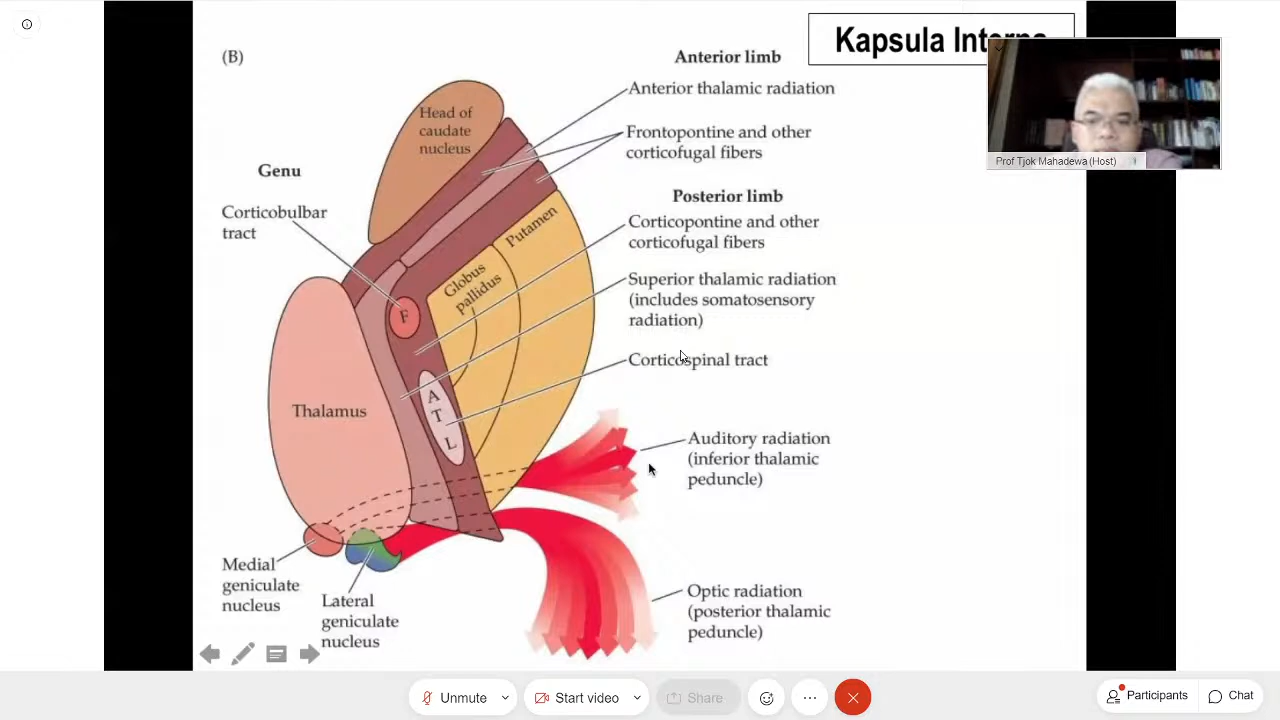 Kapsula Interna
(B)
Anterior limb
Anterior thalamic radiation
Head of
caudate
nucleus
Frontopontine and other
corticofugal fibers
Genu
Posterior limb
Corticobulbar
tract
Corticopontine and other
corticofugal fibers
Putamen
Globus
pallidus
Superior thalamic radiation
(includes somatosensory
radiation)
F
Corticospinal tract
A
T
L
Thalamus
Auditory radiation
(inferior thalamic
peduncle)
Medial
geniculate
nucleus
Lateral
geniculate
nucleus
Optic radiation
(posterior thalamic
peduncle)
Prof Tjok Mahadewa (Host)
Unmute
Start video
Share
Participants
Chat